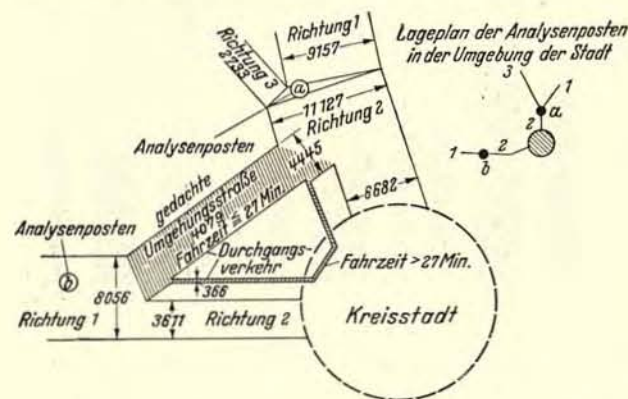 Richtung 1
9157
Richtung 3
2733
a
11127
Richtung 2
Lageplan der Analysenposten
in der Umgebung der Stadt
3
1
a
2
1
2
b
Analysenposten
4445
gedachte
Umgehungsstraße
4079
Fahrzeit ≦ 27 Min.
6682
Analysenposten
b
Durchgangs-
verkehr
Fahrzeit > 27 Min.
366
8056
Richtung 1
3611
Richtung 2
Kreisstadt